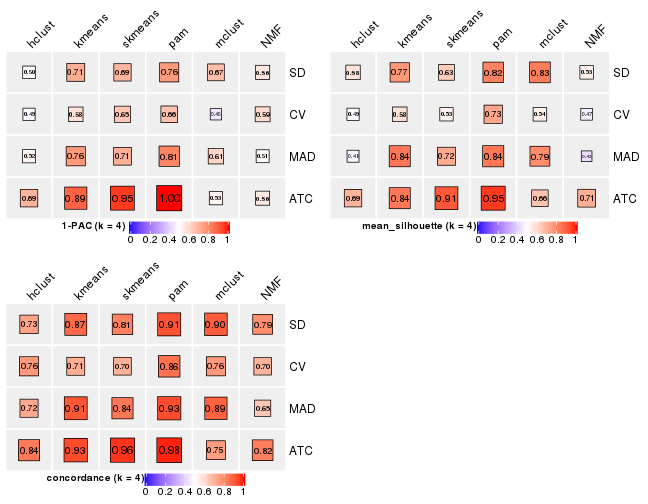 hclust kmeans skmeans pam mclust NMF
0.50 0.71 0.69 0.76 0.67 0.56 SD
0.58 0.65 0.66 0.59 CV
0.52 0.76 0.71 0.81 0.61 0.51 MAD
0.69 0.89 0.95 1.00 0.53 0.56 ATC
1-PAC (k = 4)
0 0.2 0.4 0.6 0.8 1
hclust kmeans skmeans pam mclust NMF
0.58 0.77 0.63 0.82 0.83 0.53 SD
0.49 0.58 0.53 0.73 0.54 0.47 CV
0.84 0.72 0.84 0.79 MAD
0.69 0.84 0.91 0.95 0.66 0.71 ATC
mean_silhouette (k = 4)
0 0.2 0.4 0.6 0.8 1
hclust kmeans skmeans pam mclust NMF
0.73 0.87 0.81 0.91 0.90 0.79 SD
0.76 0.71 0.70 0.86 0.76 0.70 CV
0.72 0.91 0.84 0.93 0.89 0.65 MAD
0.84 0.93 0.96 0.98 0.75 0.82 ATC
concordance (k = 4)
0 0.2 0.4 0.6 0.8 1